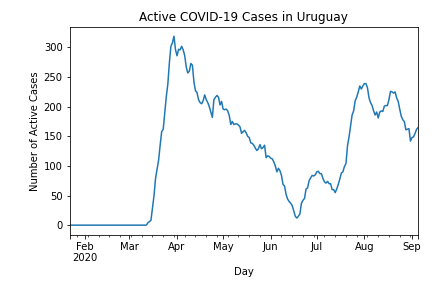 Active COVID-19 Cases in Uruguay
Number of Active Cases
300
250
200
150
100
50
0
Feb Mar Apr May Jun Jul Aug Sep
2020
Day